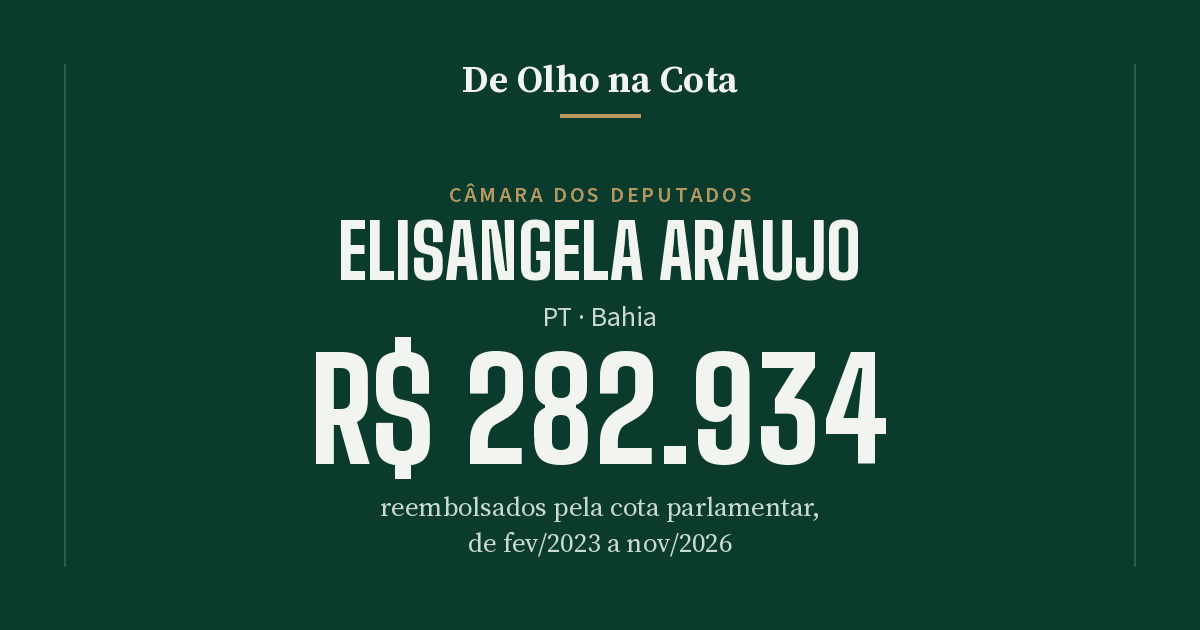 De Olho na Cota
CÂMARA DOS DEPUTADOS
ELISANGELA ARAUJO
PT · Bahia
R$ 282.934
reembolsados pela cota parlamentar,
de fev/2023 a nov/2026